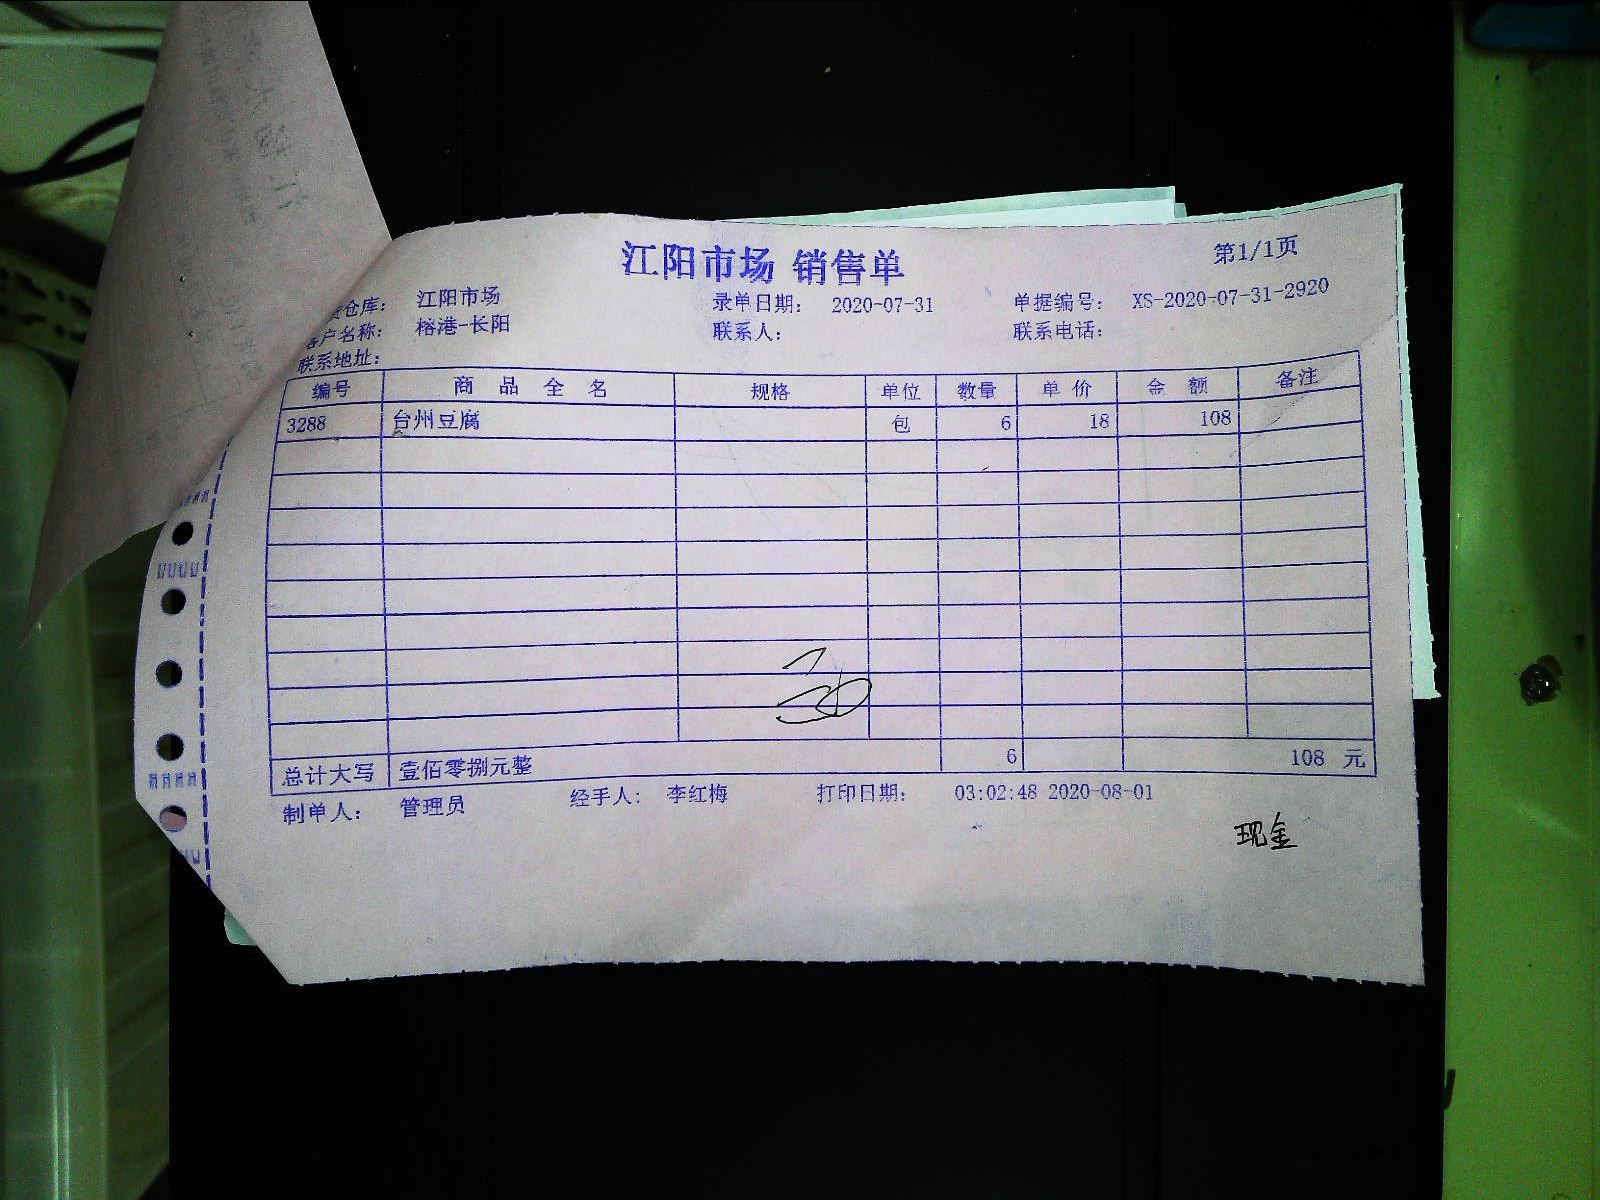 江阳市场 销售单
第1/1页
仓库: 江阳市场 录单日期: 2020-07-31 单据编号: XS-2020-07-31-2920
客户名称: 榕港-长阳 联系人: 联系电话:
联系地址:
编号 商品全名 规格 单位 数量 单价 金额 备注
3288 台州豆腐 包 6 18 108
总计大写 壹佰零捌元整 6 108 元
制单人: 管理员 经手人: 李红梅 打印日期: 03:02:48 2020-08-01
现金